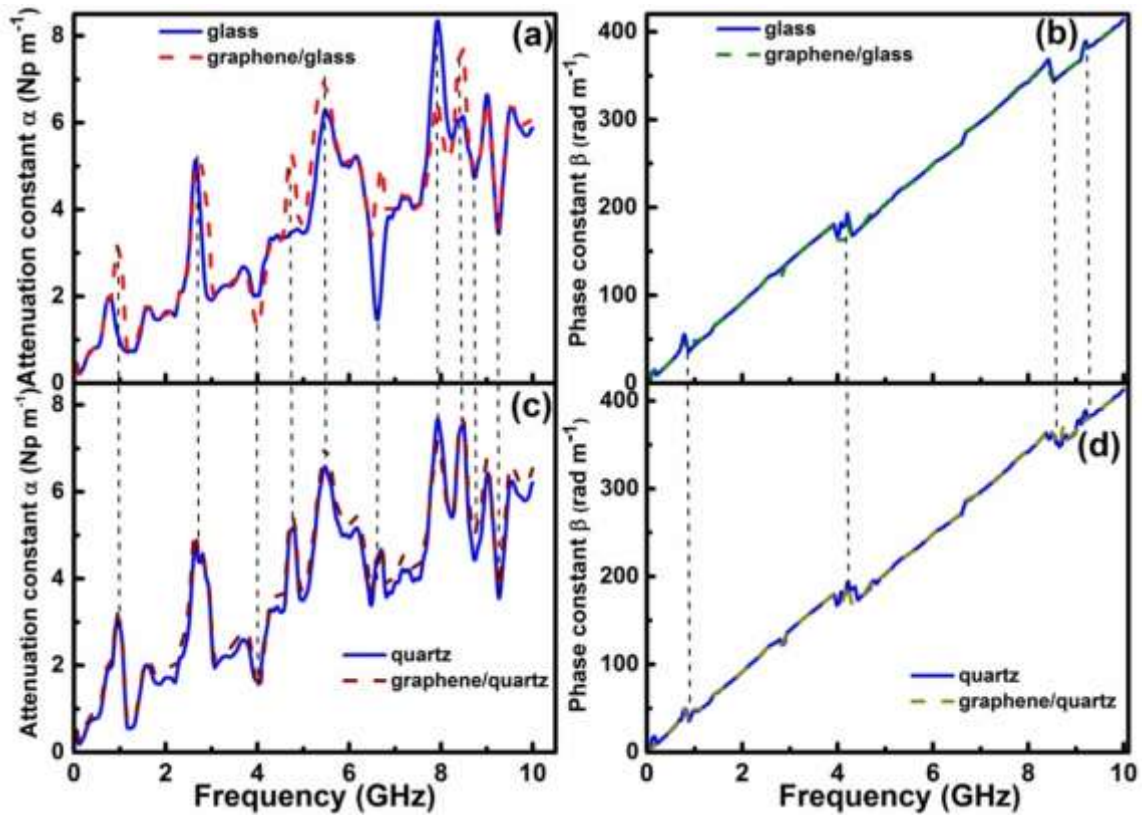 (a)
glass
graphene/glass
Attenuation constant α (Np m⁻¹)
8
6
4
2
0
(b)
glass
graphene/glass
Phase constant β (rad m⁻¹)
400
300
200
100
0
(c)
quartz
graphene/quartz
Attenuation constant α (Np m⁻¹)
8
6
4
2
0
0 2 4 6 8 10
Frequency (GHz)
(d)
quartz
graphene/quartz
Phase constant β (rad m⁻¹)
400
300
200
100
0
0 2 4 6 8 10
Frequency (GHz)